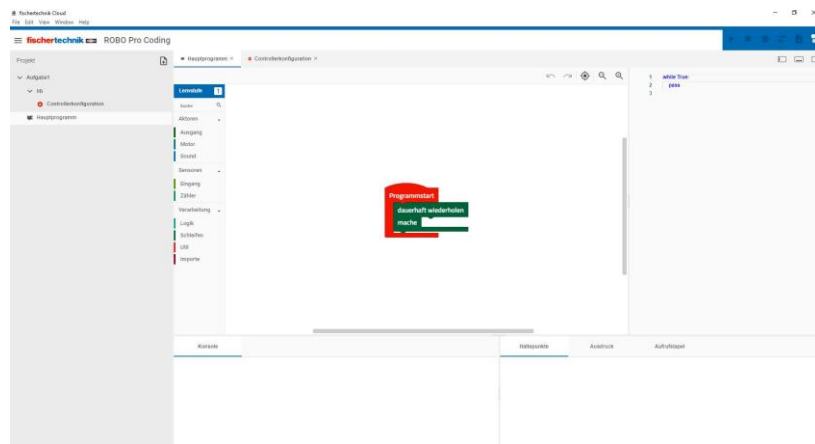 fischertechnik Cloud
File Edit View Window Help
fischertechnik ROBO Pro Coding
Projekt
Aufgabe1
lib
Controllerkonfiguration
Hauptprogramm
Hauptprogramm ×
Controllerkonfiguration ×
Lernstufe 1
Suche
Aktoren
Ausgang
Motor
Sound
Sensoren
Eingang
Zähler
Verarbeitung
Logik
Schleifen
Util
Importe
Programmstart
dauerhaft wiederholen
mache
1 while True:
2 pass
3
Konsole
Haltepunkte
Ausdruck
Aufrufstapel